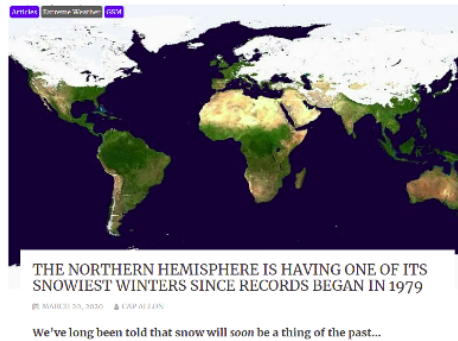 Articles Extreme Weather GSM
THE NORTHERN HEMISPHERE IS HAVING ONE OF ITS
SNOWIEST WINTERS SINCE RECORDS BEGAN IN 1979
MARCH 20, 2020 CAP ALLON
We've long been told that snow will soon be a thing of the past…